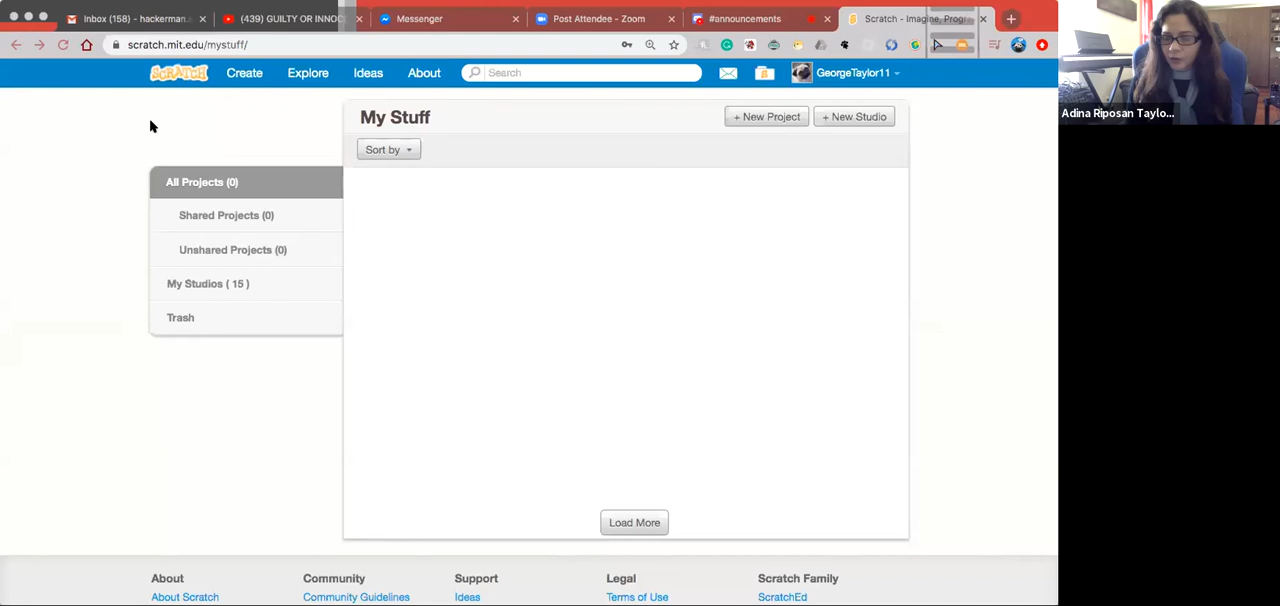 Inbox (158) - hackerman.
(439) GUILTY OR INNOC
Messenger
Post Attendee - Zoom
#announcements
Scratch - Imagine, Prog
scratch.mit.edu/mystuff/
SCRATCH
Create
Explore
Ideas
About
Search
GeorgeTaylor11
My Stuff
+ New Project
+ New Studio
Sort by
All Projects (0)
Shared Projects (0)
Unshared Projects (0)
My Studios ( 15 )
Trash
Load More
About
Community
Support
Legal
Scratch Family
About Scratch
Community Guidelines
Ideas
Terms of Use
ScratchEd
Adina Riposan Taylo...